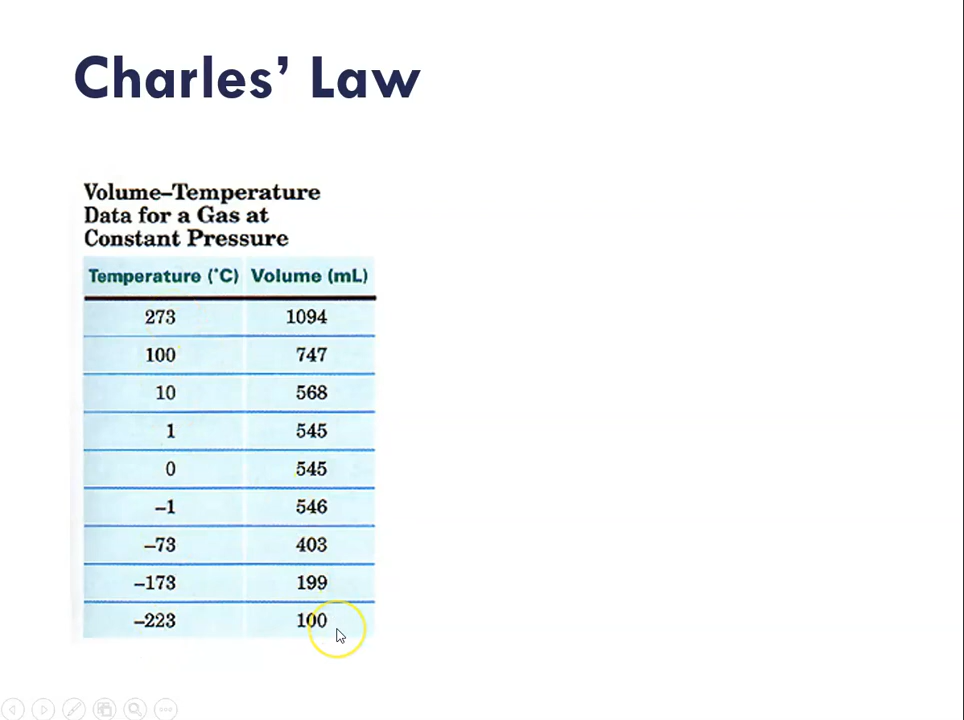 Charles’ Law
Volume–Temperature
Data for a Gas at
Constant Pressure
Temperature (°C) Volume (mL)
273 1094
100 747
10 568
1 545
0 545
–1 546
–73 403
–173 199
–223 100